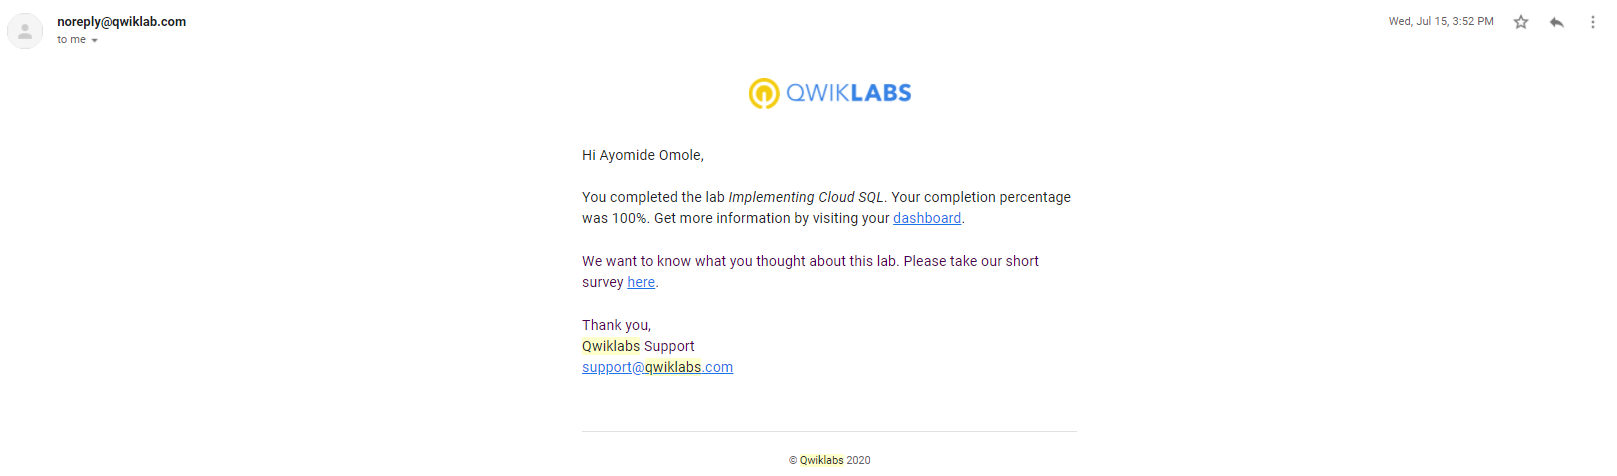 noreply@qwiklab.com
Wed, Jul 15, 3:52 PM
to me
QWIKLABS
Hi Ayomide Omole,
You completed the lab Implementing Cloud SQL. Your completion percentage
was 100%. Get more information by visiting your dashboard.
We want to know what you thought about this lab. Please take our short
survey here.
Thank you,
Qwiklabs Support
support@qwiklabs.com
© Qwiklabs 2020